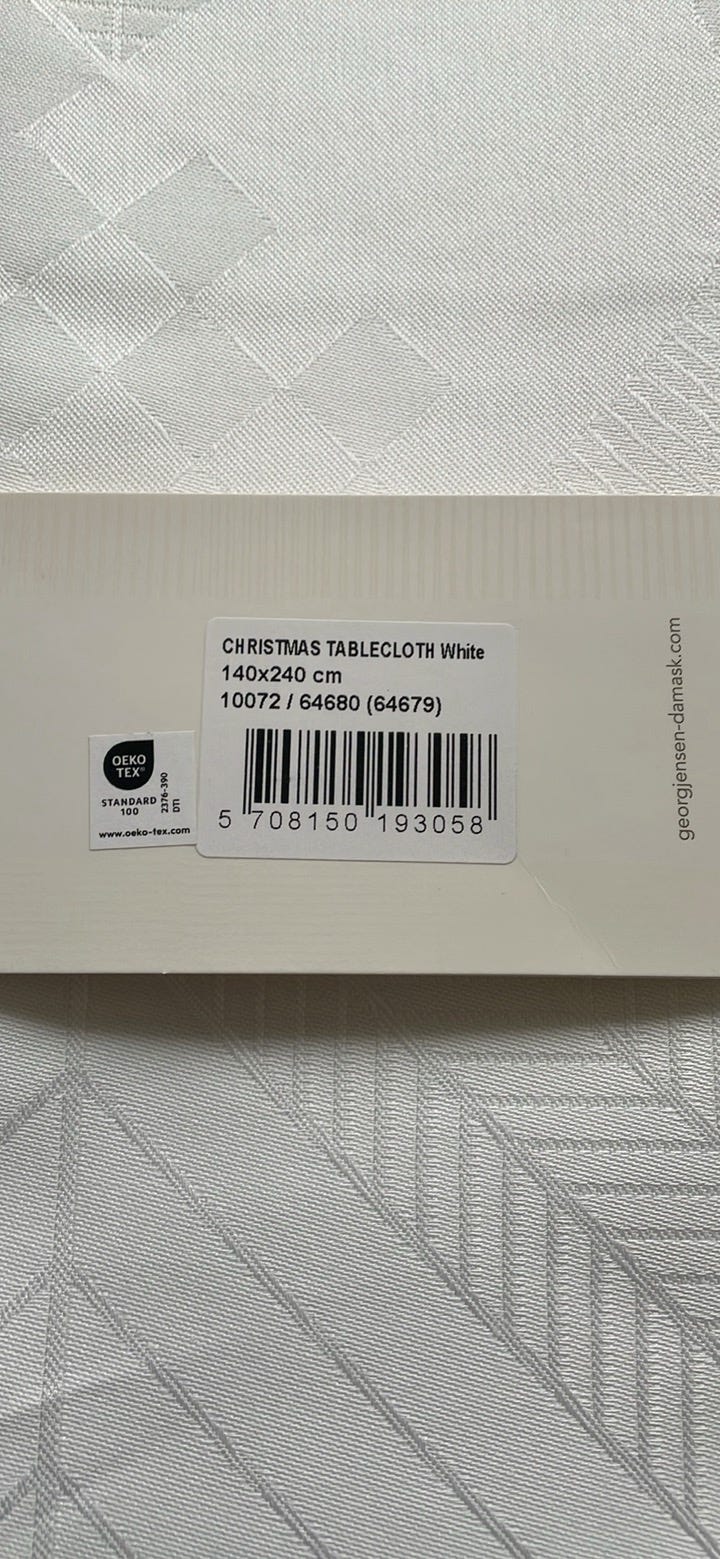 CHRISTMAS TABLECLOTH White
140x240 cm
10072 / 64680 (64679)
5 708150 193058
OEKO
TEX®
STANDARD
100
2376-390
DTI
www.oeko-tex.com
georgjensen-damask.com